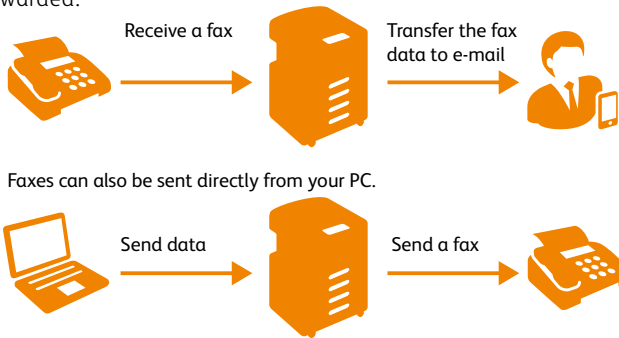 warded.
Receive a fax
Transfer the fax
data to e-mail
Faxes can also be sent directly from your PC.
Send data
Send a fax